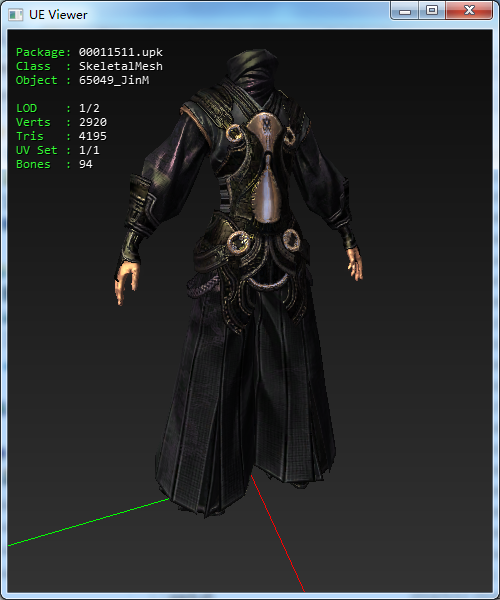 UE Viewer
Package: 00011511.upk
Class : SkeletalMesh
Object : 65049_JinM
LOD : 1/2
Verts : 2920
Tris : 4195
UV Set : 1/1
Bones : 94